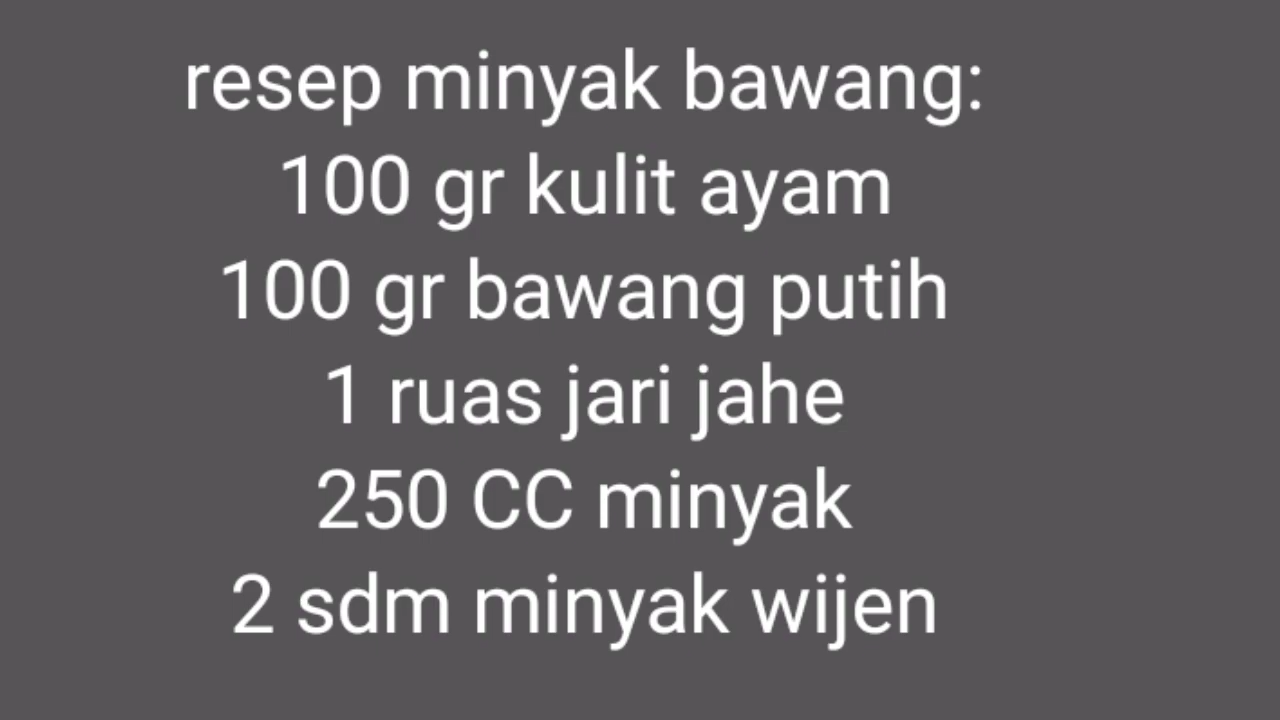 resep minyak bawang:
100 gr kulit ayam
100 gr bawang putih
1 ruas jari jahe
250 CC minyak
2 sdm minyak wijen